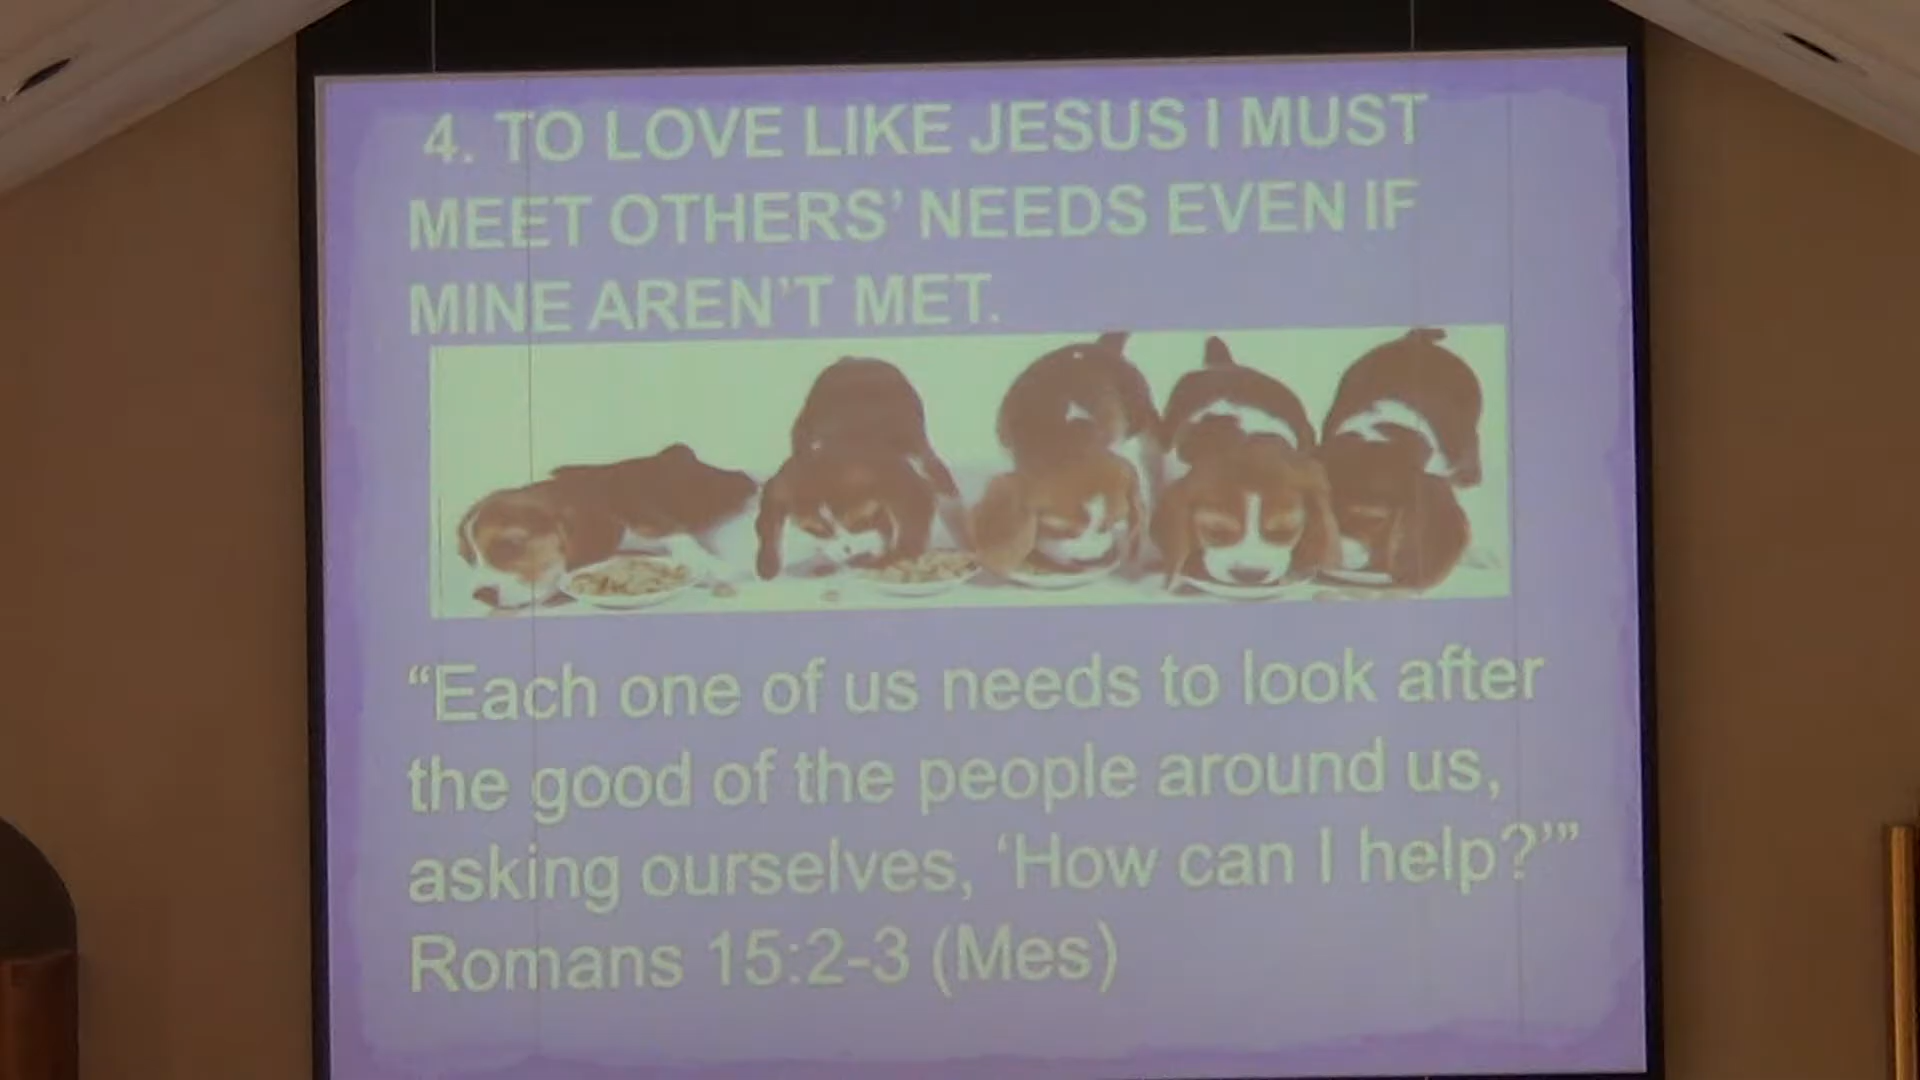 4. TO LOVE LIKE JESUS I MUST
MEET OTHERS’ NEEDS EVEN IF
MINE AREN’T MET.
“Each one of us needs to look after
the good of the people around us,
asking ourselves, ‘How can I help?’”
Romans 15:2-3 (Mes)